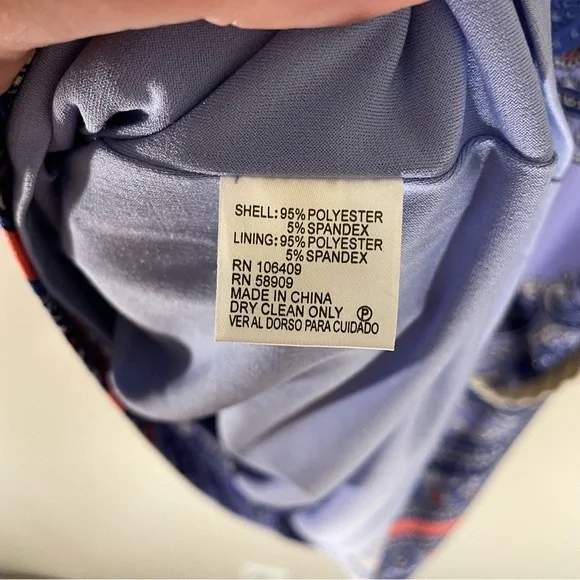 SHELL: 95% POLYESTER
5% SPANDEX
LINING: 95% POLYESTER
5% SPANDEX
RN 106409
RN 58909
MADE IN CHINA
DRY CLEAN ONLY Ⓟ
VER AL DORSO PARA CUIDADO